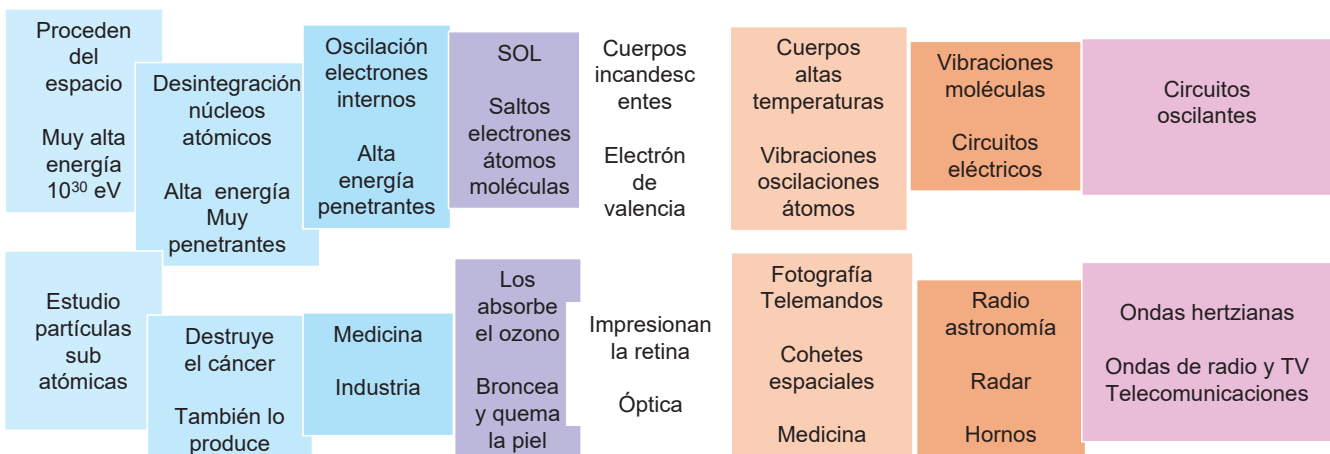 Proceden
del
espacio
Muy alta
energía
10³⁰ eV
Desintegración
núcleos
atómicos
Alta energía
Muy
penetrantes
Oscilación
electrones
internos
Alta
energía
penetrantes
SOL
Saltos
electrones
átomos
moléculas
Cuerpos
incandesc
entes
Electrón
de
valencia
Cuerpos
altas
temperaturas
Vibraciones
oscilaciones
átomos
Vibraciones
moléculas
Circuitos
eléctricos
Circuitos
oscilantes
Estudio
partículas
sub
atómicas
Destruye
el cáncer
También lo
produce
Medicina
Industria
Los
absorbe
el ozono
Broncea
y quema
la piel
Impresionan
la retina
Óptica
Fotografía
Telemandos
Cohetes
espaciales
Medicina
Radio
astronomía
Radar
Hornos
Ondas hertzianas
Ondas de radio y TV
Telecomunicaciones